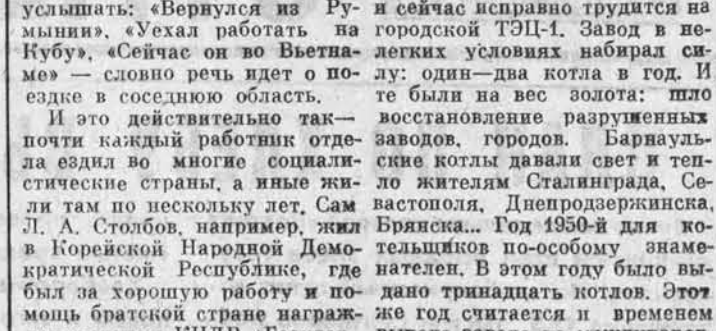 услышать: «Вернулся из Ру-
мынии», «Уехал работать на
Кубу», «Сейчас он во Вьетна-
ме» — словно речь идет о по-
ездке в соседнюю область.
И это действительно так—
почти каждый работник отде-
ла ездил во многие социали-
стические страны, а иные жи-
ли там по нескольку лет. Сам
Л. А. Столбов, например, жил
в Корейской Народной Демо-
кратической Республике, где
был за хорошую работу и по-
мощь братской стране награж-
КНДР
и сейчас исправно трудится на
городской ТЭЦ-1. Завод в не-
легких условиях набирал си-
лу: один—два котла в год. И
те были на вес золота: шло
восстановление разрушенных
заводов, городов. Барнауль-
ские котлы давали свет и теп-
ло жителям Сталинграда, Се-
вастополя, Днепродзержинска,
Брянска... Год 1950-й для ко-
тельщиков по-особому знаме-
нателен. В этом году было вы-
дано тринадцать котлов. Этот
же год считается и временем